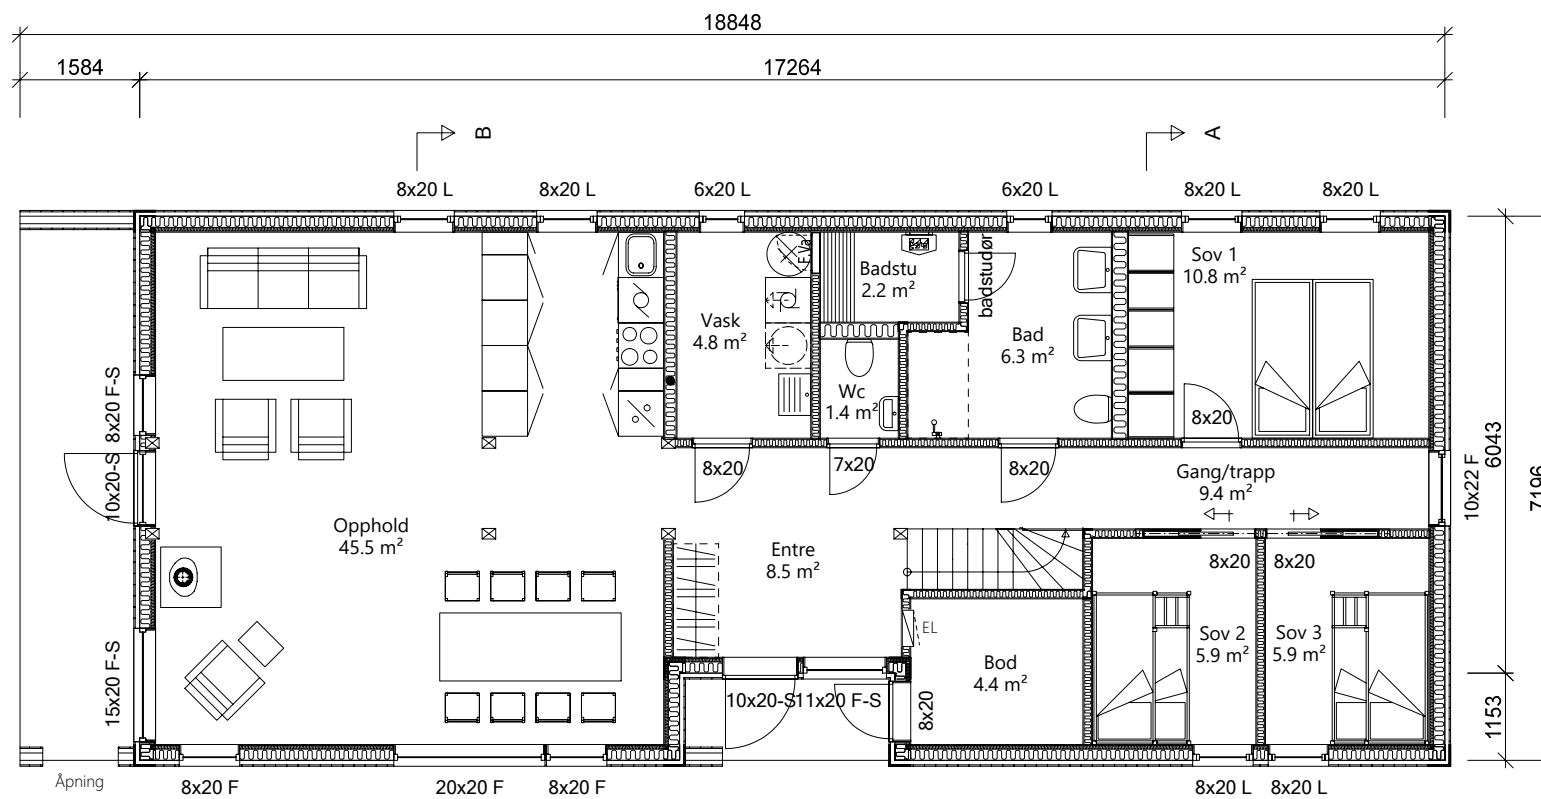 18848
1584
17264
B
A
8x20 L
8x20 L
6x20 L
6x20 L
8x20 L
8x20 L
Sov 1
10.8 m²
Badstu
2.2 m²
badstudør
Bad
6.3 m²
Vask
4.8 m²
Wc
1.4 m²
8x20 F-S
10x20-S
15x20 F-S
8x20
7x20
8x20
8x20
Gang/trapp
9.4 m²
10x22 F
6043
7196
1153
Opphold
45.5 m²
Entre
8.5 m²
8x20
8x20
EL
Sov 2
5.9 m²
Sov 3
5.9 m²
Bod
4.4 m²
10x20-S
11x20 F-S
8x20
Åpning
8x20 F
20x20 F
8x20 F
8x20 L
8x20 L